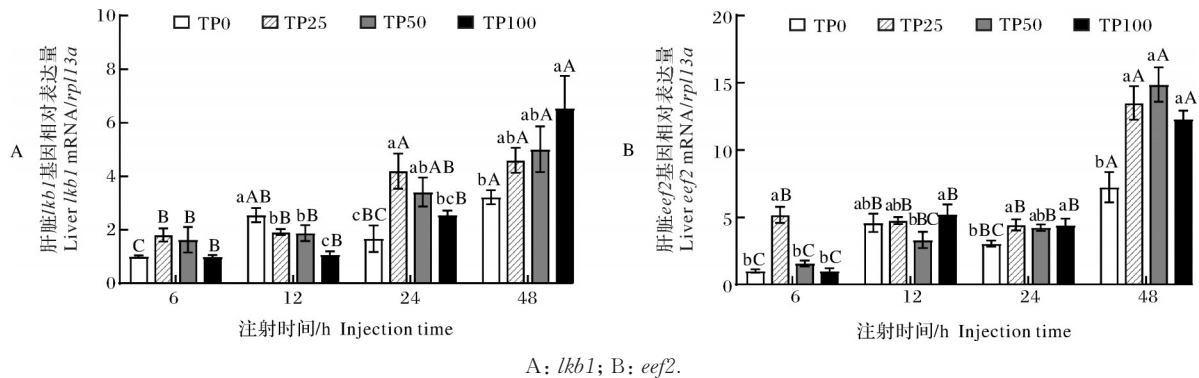 A
肝脏lkb1基因相对表达量
Liver lkb1 mRNA/rpl13a
TP0 TP25 TP50 TP100
10
8
6
4
2
0
C B B B
aAB bB bB cB
cBC aA abAB bcB
bA abA abA aA
6 12 24 48
注射时间/h Injection time
B
肝脏eef2基因相对表达量
Liver eef2 mRNA/rpl13a
TP0 TP25 TP50 TP100
20
15
10
5
0
bC aB bC bC
abB abB bBC aB
bBC aB abB aB
bA aA aA aA
6 12 24 48
注射时间/h Injection time
A: lkb1; B: eef2.